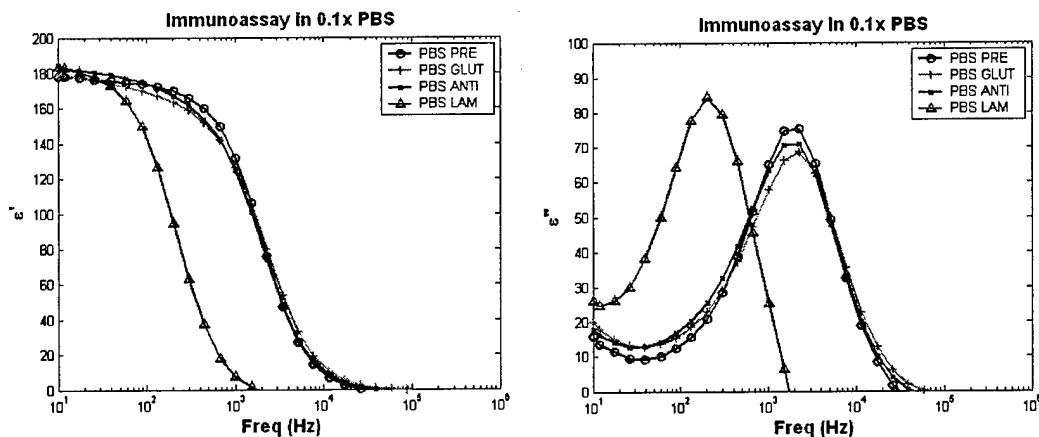 Immunoassay in 0.1x PBS
200
180
160
140
120
100
80
60
40
20
0
ε'
10¹
10²
10³
10⁴
10⁵
10⁶
Freq (Hz)
PBS PRE
PBS GLUT
PBS ANTI
PBS LAM
Immunoassay in 0.1x PBS
100
90
80
70
60
50
40
30
20
10
0
ε"
10¹
10²
10³
10⁴
10⁵
10⁶
Freq (Hz)
PBS PRE
PBS GLUT
PBS ANTI
PBS LAM